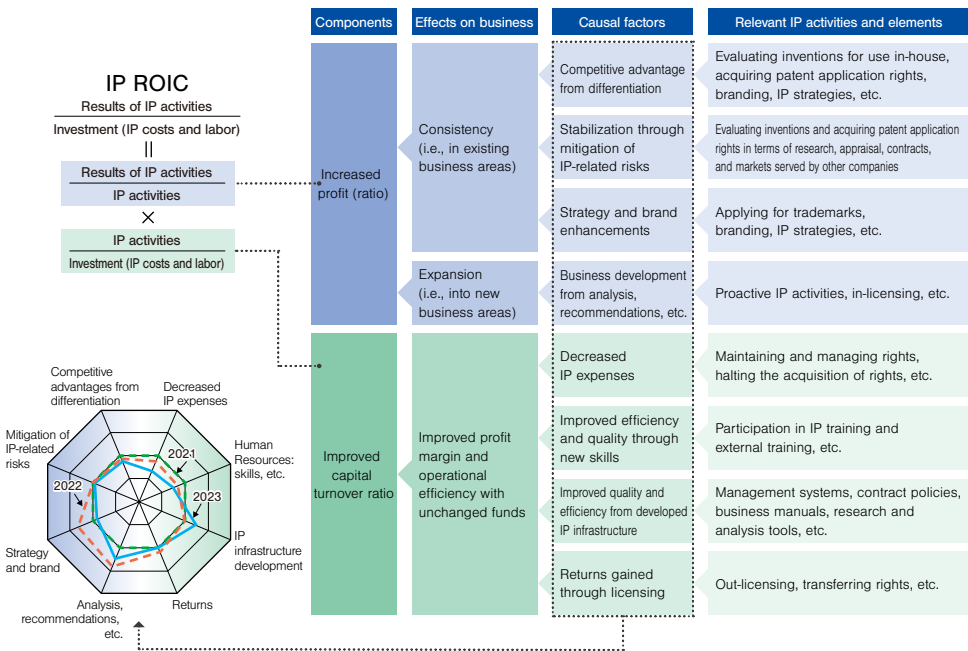 IP ROIC
Results of IP activities
Investment (IP costs and labor)
=
Results of IP activities
IP activities
×
IP activities
Investment (IP costs and labor)
Components
Effects on business
Causal factors
Relevant IP activities and elements
Increased
profit (ratio)
Consistency
(i.e., in existing
business areas)
Competitive advantage
from differentiation
Evaluating inventions for use in-house,
acquiring patent application rights,
branding, IP strategies, etc.
Stabilization through
mitigation of
IP-related risks
Evaluating inventions and acquiring patent application
rights in terms of research, appraisal, contracts,
and markets served by other companies
Strategy and brand
enhancements
Applying for trademarks,
branding, IP strategies, etc.
Expansion
(i.e., into new
business areas)
Business development
from analysis,
recommendations, etc.
Proactive IP activities, in-licensing, etc.
Improved
capital
turnover ratio
Improved profit
margin and
operational
efficiency with
unchanged funds
Decreased
IP expenses
Maintaining and managing rights,
halting the acquisition of rights, etc.
Improved efficiency
and quality through
new skills
Participation in IP training and
external training, etc.
Improved quality and
efficiency from developed
IP infrastructure
Management systems, contract policies,
business manuals, research and
analysis tools, etc.
Returns gained
through licensing
Out-licensing, transferring rights, etc.
Competitive
advantages from
differentiation
Decreased
IP expenses
Mitigation of
IP-related
risks
Human
Resources:
skills, etc.
2021
2022
2023
Strategy
and brand
IP
infrastructure
development
Analysis,
recommendations,
etc.
Returns